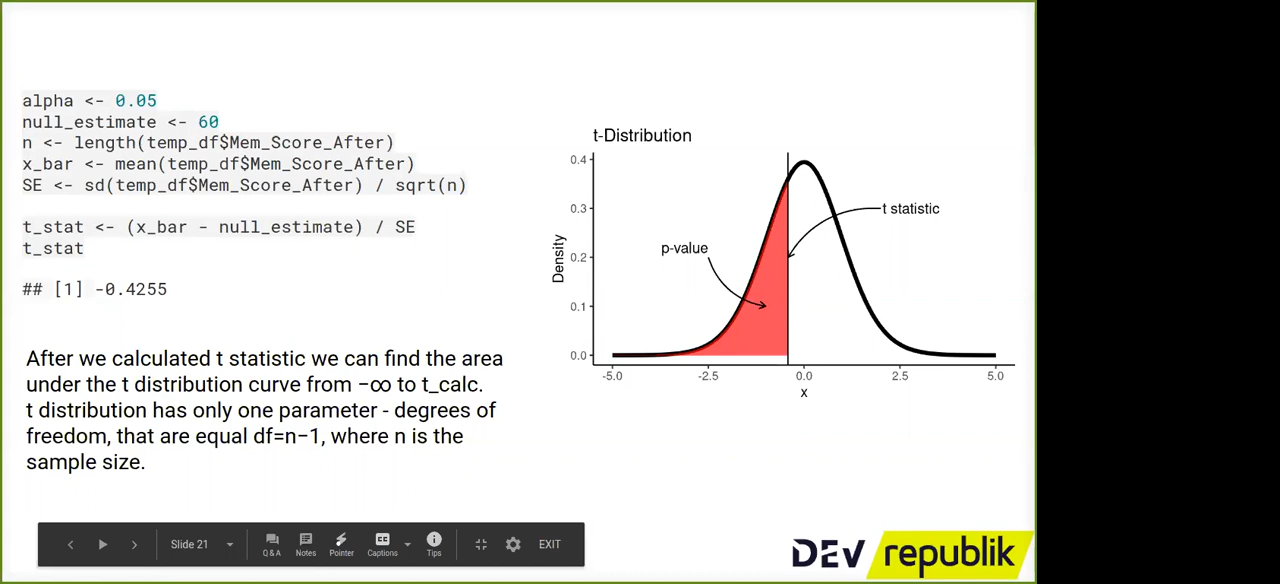 alpha <- 0.05
null_estimate <- 60
n <- length(temp_df$Mem_Score_After)
x_bar <- mean(temp_df$Mem_Score_After)
SE <- sd(temp_df$Mem_Score_After) / sqrt(n)
t_stat <- (x_bar - null_estimate) / SE
t_stat
## [1] -0.4255
After we calculated t statistic we can find the area
under the t distribution curve from −∞ to t_calc.
t distribution has only one parameter - degrees of
freedom, that are equal df=n−1, where n is the
sample size.
t-Distribution
Density
0.4
0.3
0.2
0.1
0.0
p-value
t statistic
-5.0 -2.5 0.0 2.5 5.0
x
Slide 21
Q&A Notes Pointer Captions Tips
EXIT
DEV republik